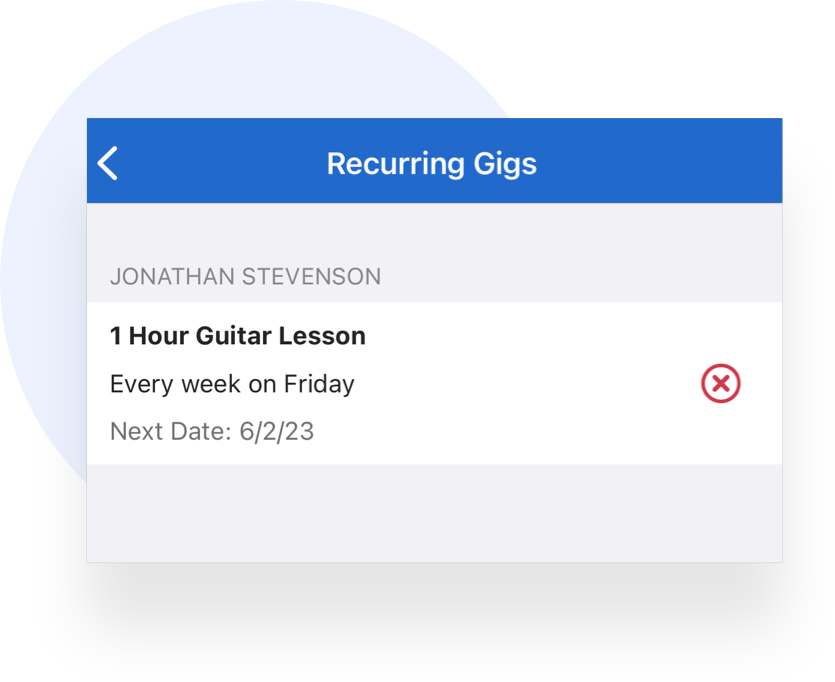 Recurring Gigs
JONATHAN STEVENSON
1 Hour Guitar Lesson
Every week on Friday
Next Date: 6/2/23